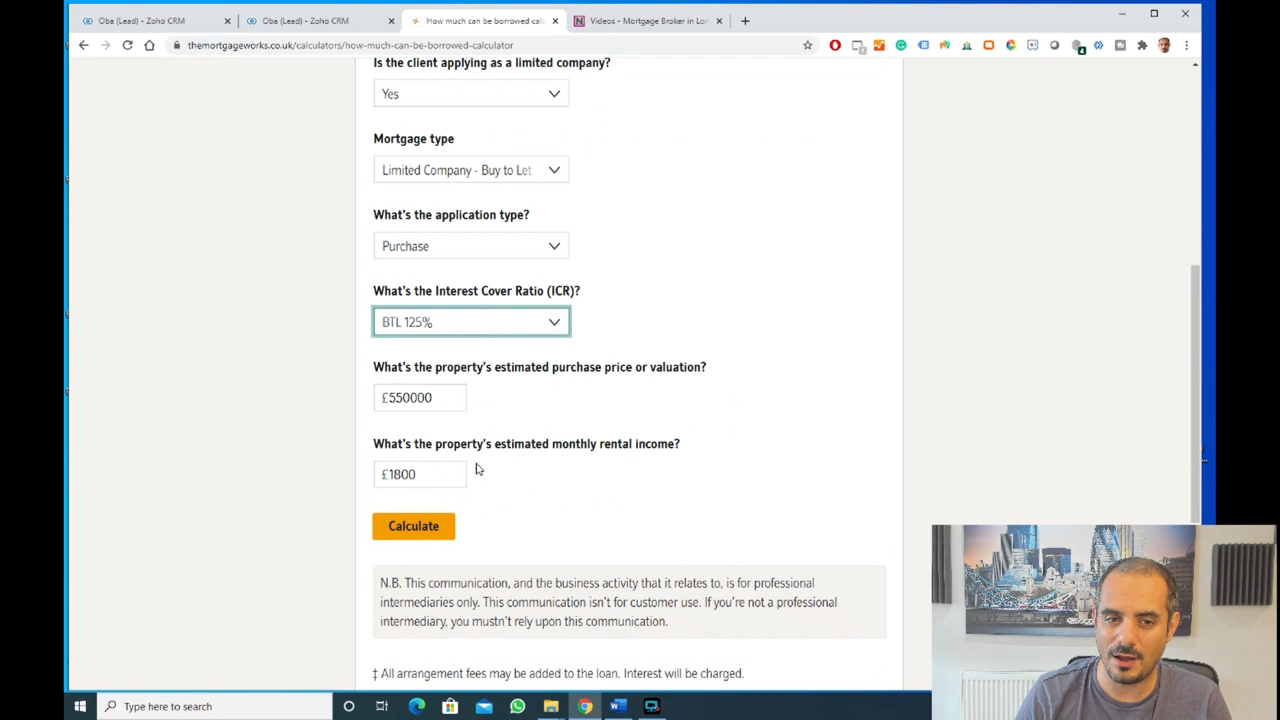 Oba (Lead) - Zoho CRM
Oba (Lead) - Zoho CRM
How much can be borrowed calc
Videos - Mortgage Broker in Lon
themortgageworks.co.uk/calculators/how-much-can-be-borrowed-calculator
Is the client applying as a limited company?
Yes
Mortgage type
Limited Company - Buy to Let
What's the application type?
Purchase
What's the Interest Cover Ratio (ICR)?
BTL 125%
What's the property's estimated purchase price or valuation?
£550000
What's the property's estimated monthly rental income?
£1800
Calculate
N.B. This communication, and the business activity that it relates to, is for professional
intermediaries only. This communication isn't for customer use. If you're not a professional
intermediary, you mustn't rely upon this communication.
‡ All arrangement fees may be added to the loan. Interest will be charged.
Type here to search